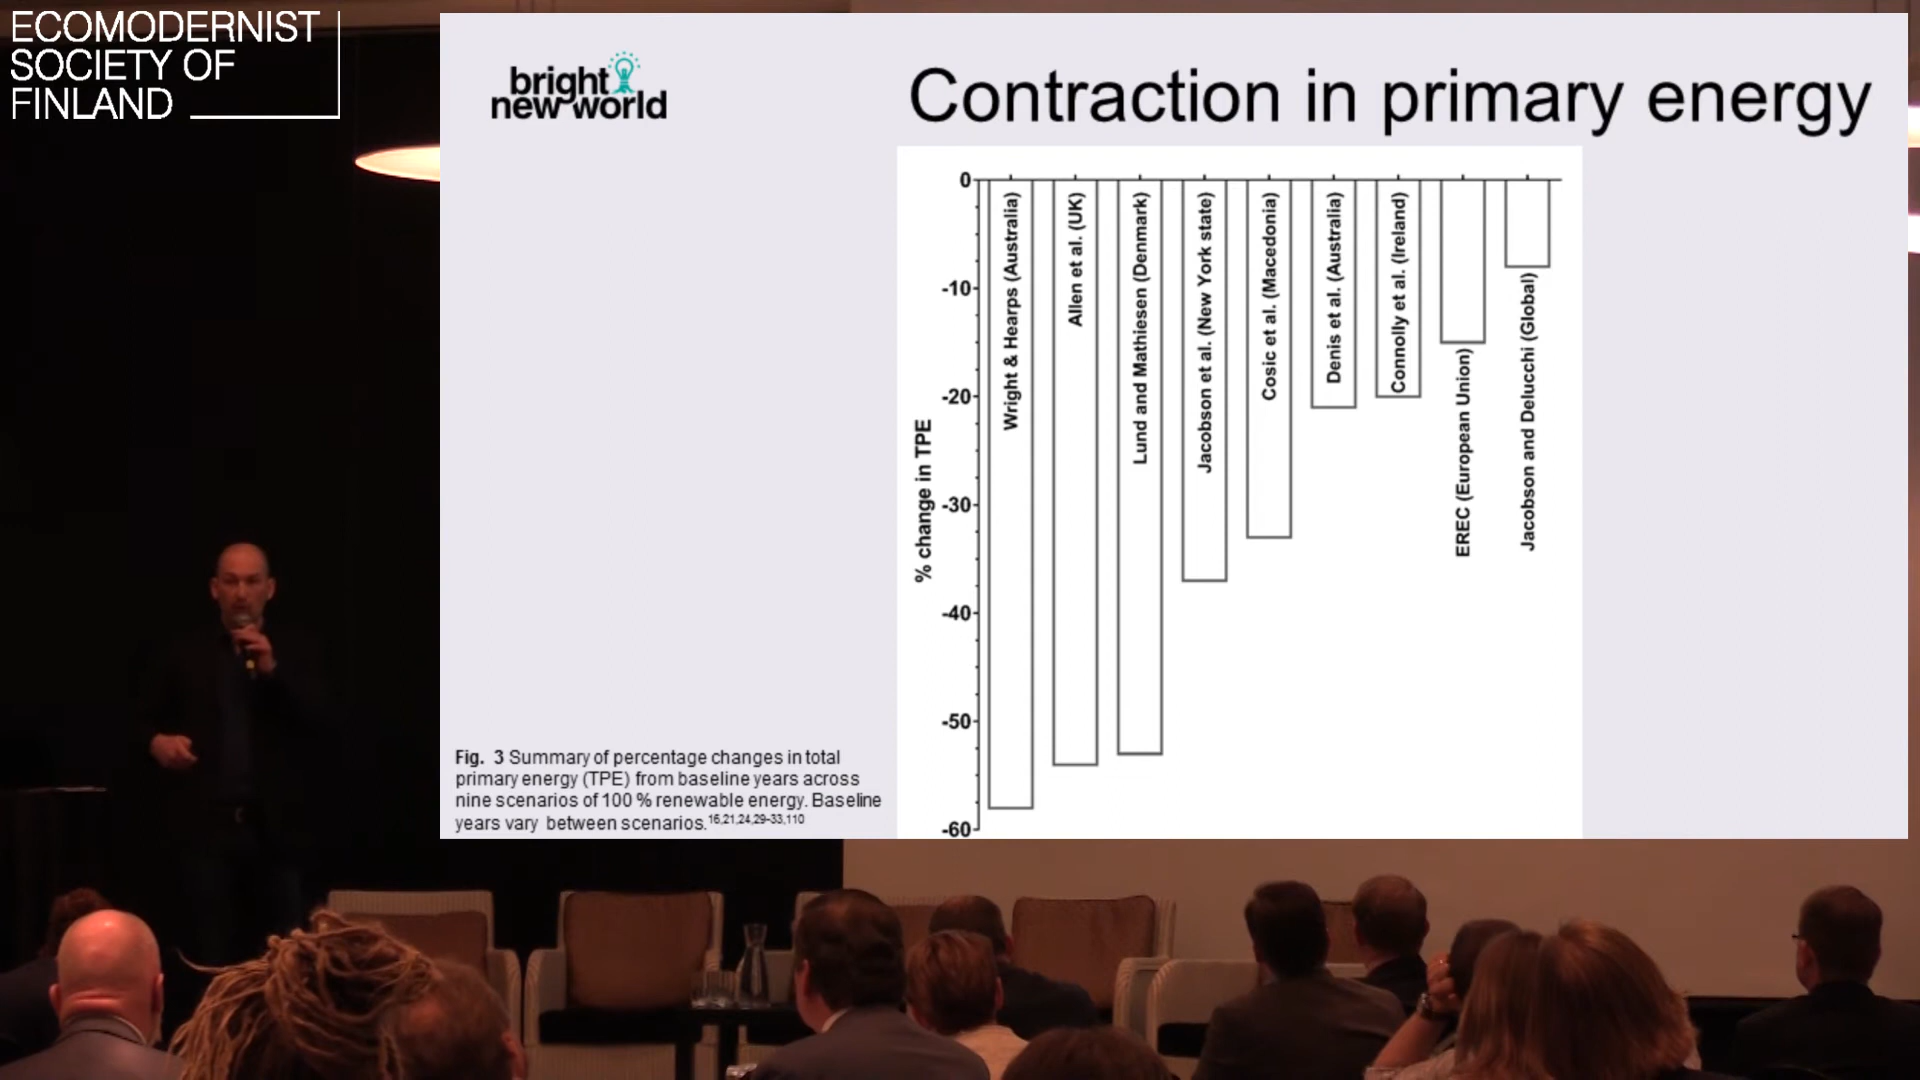 ECOMODERNIST
SOCIETY OF
FINLAND
bright
new world
Contraction in primary energy
0
-10
-20
-30
-40
-50
-60
% change in TPE
Wright & Hearps (Australia)
Allen et al. (UK)
Lund and Mathiesen (Denmark)
Jacobson et al. (New York state)
Cosic et al. (Macedonia)
Denis et al. (Australia)
Connolly et al. (Ireland)
EREC (European Union)
Jacobson and Delucchi (Global)
Fig. 3 Summary of percentage changes in total
primary energy (TPE) from baseline years across
nine scenarios of 100 % renewable energy. Baseline
years vary between scenarios.16,21,24,29-33,110